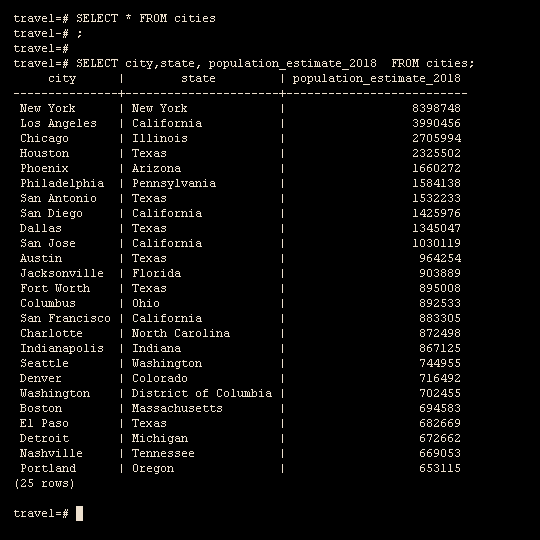 travel=# SELECT * FROM cities
travel-# ;
travel=#
travel=# SELECT city,state, population_estimate_2018  FROM cities;
     city      |        state         | population_estimate_2018
---------------+----------------------+--------------------------
 New York      | New York             |                  8398748
 Los Angeles   | California           |                  3990456
 Chicago       | Illinois             |                  2705994
 Houston       | Texas                |                  2325502
 Phoenix       | Arizona              |                  1660272
 Philadelphia  | Pennsylvania         |                  1584138
 San Antonio   | Texas                |                  1532233
 San Diego     | California           |                  1425976
 Dallas        | Texas                |                  1345047
 San Jose      | California           |                  1030119
 Austin        | Texas                |                   964254
 Jacksonville  | Florida              |                   903889
 Fort Worth    | Texas                |                   895008
 Columbus      | Ohio                 |                   892533
 San Francisco | California           |                   883305
 Charlotte     | North Carolina       |                   872498
 Indianapolis  | Indiana              |                   867125
 Seattle       | Washington           |                   744955
 Denver        | Colorado             |                   716492
 Washington    | District of Columbia |                   702455
 Boston        | Massachusetts        |                   694583
 El Paso       | Texas                |                   682669
 Detroit       | Michigan             |                   672662
 Nashville     | Tennessee            |                   669053
 Portland      | Oregon               |                   653115
(25 rows)

travel=#